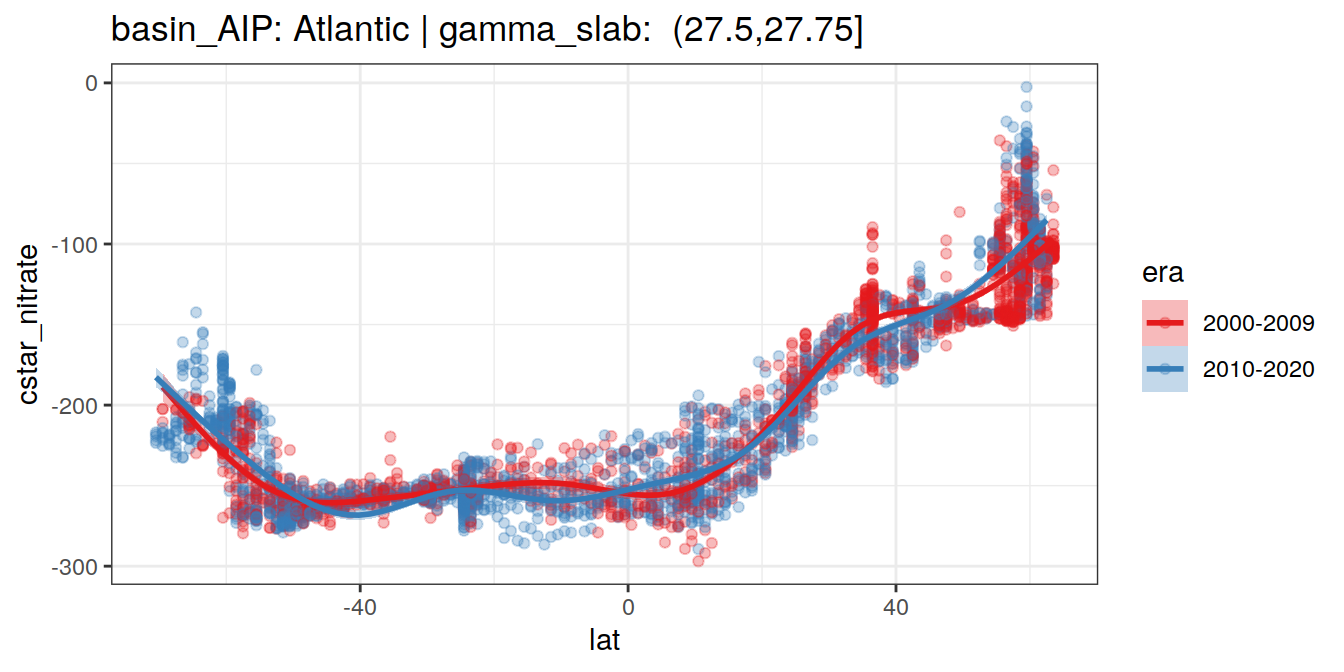 basin_AIP: Atlantic | gamma_slab:  (27.5,27.75]
0
-100
-200
-300
cstar_nitrate
-40
0
40
lat
era
2000-2009
2010-2020